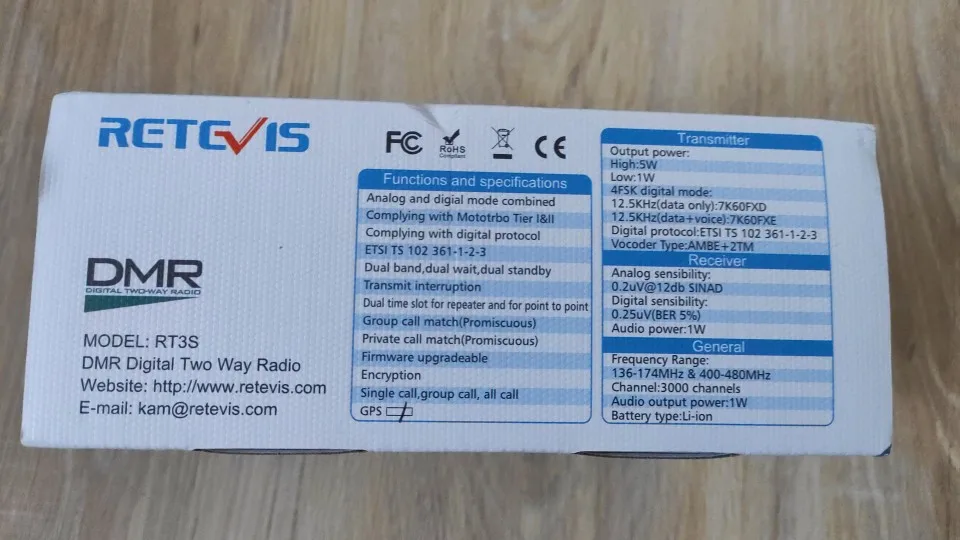 RETEVIS
FC
RoHS
Compliant
CE
DMR
DIGITAL TWO-WAY RADIO
MODEL: RT3S
DMR Digital Two Way Radio
Website: http://www.retevis.com
E-mail: kam@retevis.com
Functions and specifications
Analog and digial mode combined
Complying with Mototrbo Tier I&II
Complying with digital protocol
ETSI TS 102 361-1-2-3
Dual band,dual wait,dual standby
Transmit interruption
Dual time slot for repeater and for point to point
Group call match(Promiscuous)
Private call match(Promiscuous)
Firmware upgradeable
Encryption
Single call,group call, all call
GPS
Transmitter
Output power:
High:5W
Low:1W
4FSK digital mode:
12.5KHz(data only):7K60FXD
12.5KHz(data+voice):7K60FXE
Digital protocol:ETSI TS 102 361-1-2-3
Vocoder Type:AMBE+2TM
Receiver
Analog sensibility:
0.2uV@12db SINAD
Digital sensibility:
0.25uV(BER 5%)
Audio power:1W
General
Frequency Range:
136-174MHz & 400-480MHz
Channel:3000 channels
Audio output power:1W
Battery type:Li-ion